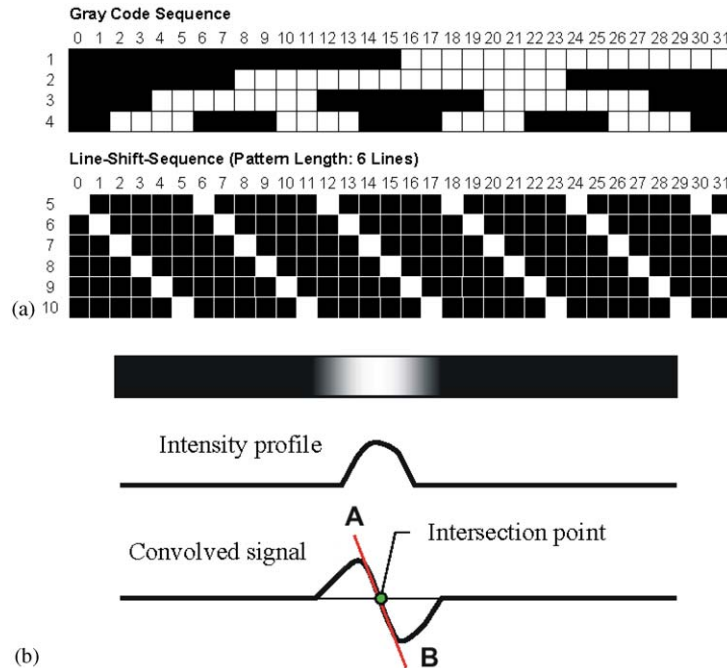 Gray Code Sequence
0 1 2 3 4 5 6 7 8 9 10 11 12 13 14 15 16 17 18 19 20 21 22 23 24 25 26 27 28 29 30 31
1
2
3
4
Line-Shift-Sequence (Pattern Length: 6 Lines)
0 1 2 3 4 5 6 7 8 9 10 11 12 13 14 15 16 17 18 19 20 21 22 23 24 25 26 27 28 29 30 31
5
6
7
8
9
(a) 10
Intensity profile
A
Intersection point
Convolved signal
B
(b)